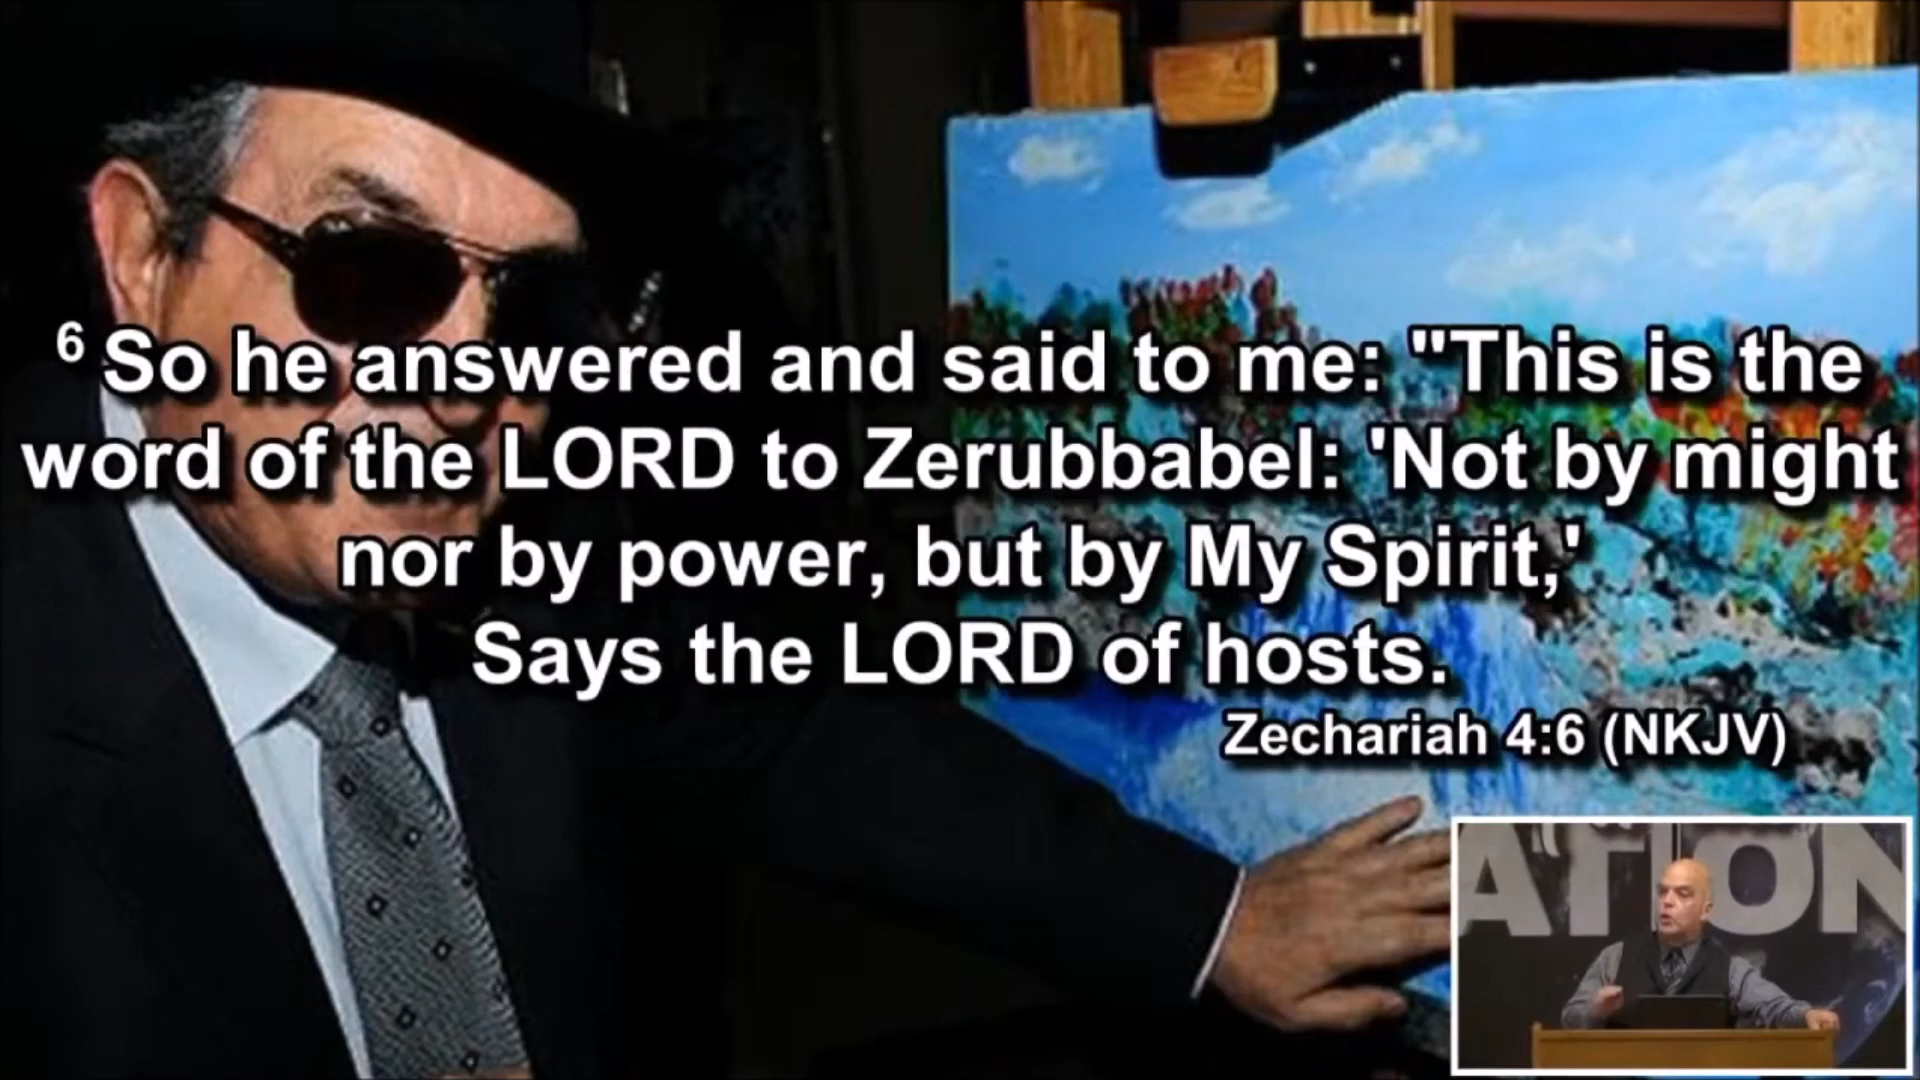 6 So he answered and said to me: "This is the
word of the LORD to Zerubbabel: 'Not by might
nor by power, but by My Spirit,'
Says the LORD of hosts.
Zechariah 4:6 (NKJV)
ATION